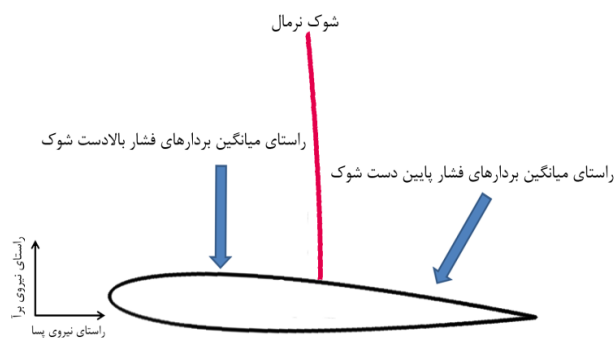 شوک نرمال
راستای میانگین بردارهای فشار بالادست شوک
راستای میانگین بردارهای فشار پایین دست شوک
راستای نیروی برآ
راستای نیروی پسا